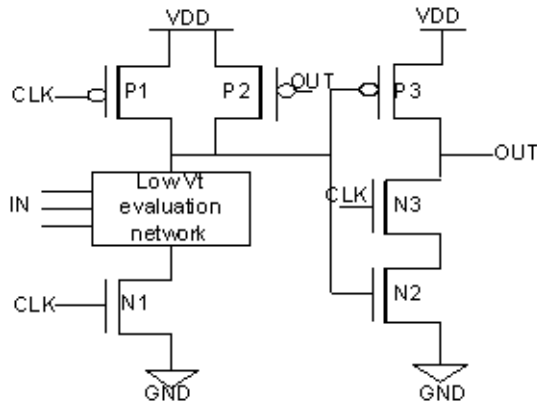 VDD
VDD
CLK
P1
P2
OUT
P3
OUT
Low Vt
evaluation
network
IN
CLK
N3
CLK
N1
N2
GND
GND